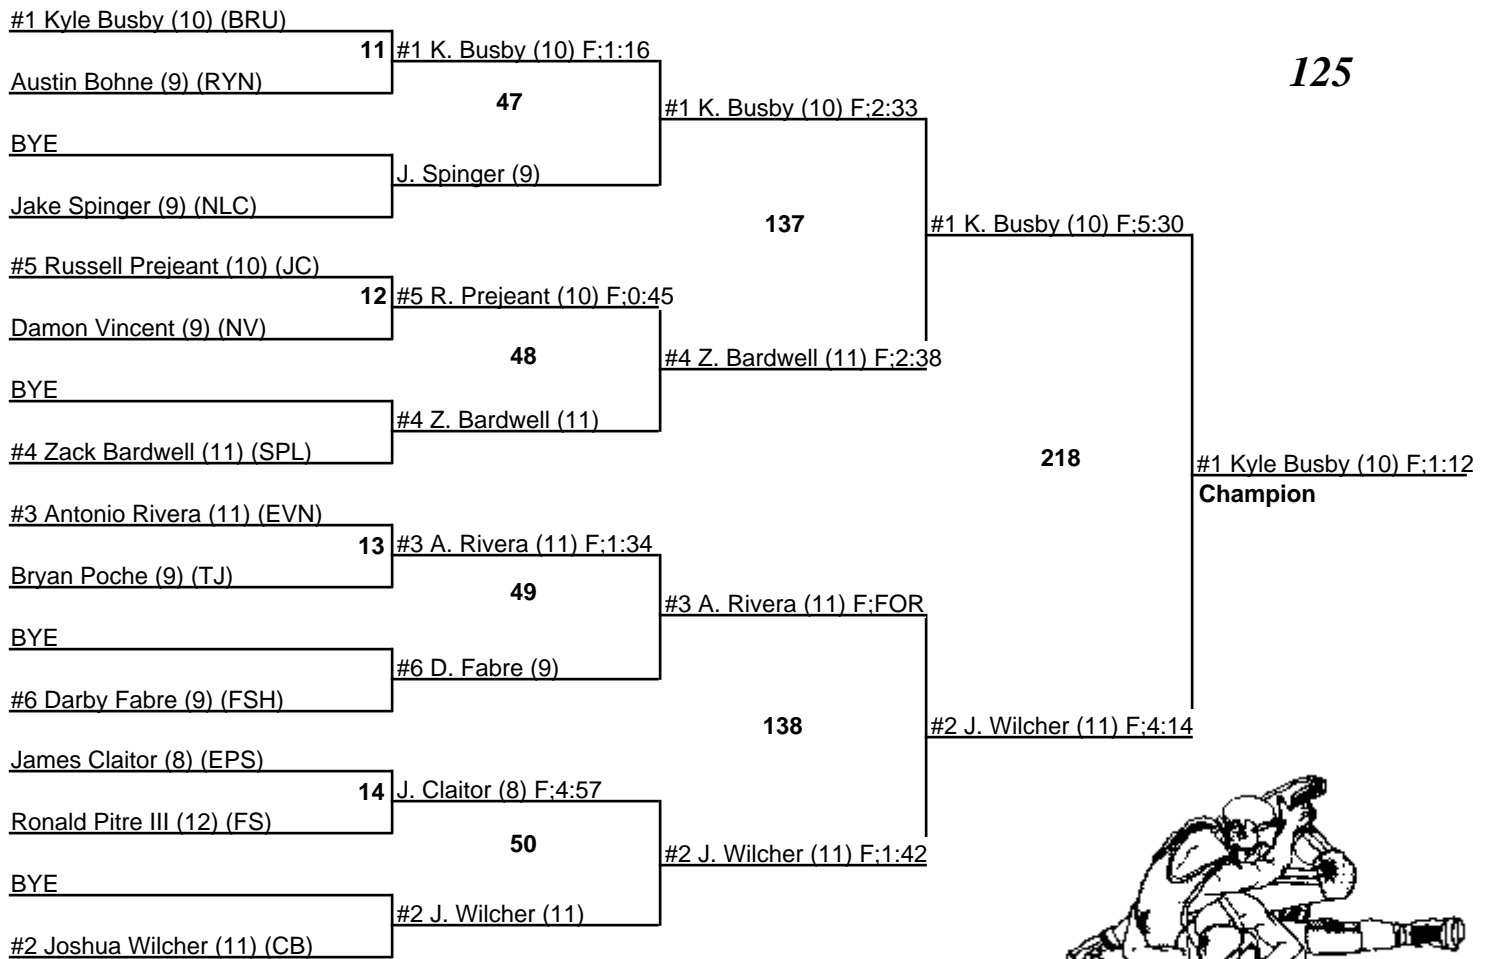 #1 Kyle Busby (10) (BRU)
11 #1 K. Busby (10) F;1:16
125
Austin Bohne (9) (RYN)
47
#1 K. Busby (10) F;2:33
BYE
J. Spinger (9)
Jake Spinger (9) (NLC)
137
#1 K. Busby (10) F;5:30
#5 Russell Prejeant (10) (JC)
12 #5 R. Prejeant (10) F;0:45
Damon Vincent (9) (NV)
48
#4 Z. Bardwell (11) F;2:38
BYE
#4 Z. Bardwell (11)
#4 Zack Bardwell (11) (SPL)
218
#1 Kyle Busby (10) F;1:12
Champion
#3 Antonio Rivera (11) (EVN)
13 #3 A. Rivera (11) F;1:34
Bryan Poche (9) (TJ)
49
#3 A. Rivera (11) F;FOR
BYE
#6 D. Fabre (9)
#6 Darby Fabre (9) (FSH)
138
#2 J. Wilcher (11) F;4:14
James Claitor (8) (EPS)
14 J. Claitor (8) F;4:57
Ronald Pitre III (12) (FS)
50
#2 J. Wilcher (11) F;1:42
BYE
#2 J. Wilcher (11)
#2 Joshua Wilcher (11) (CB)